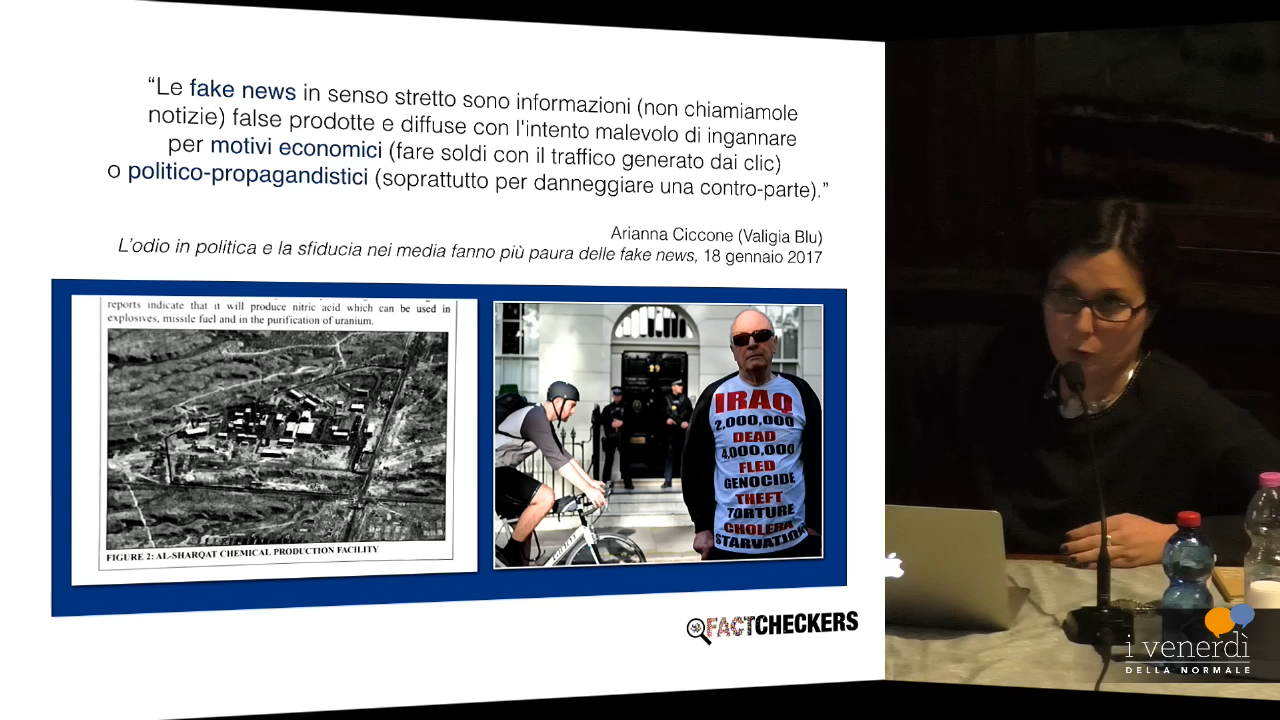 “Le fake news in senso stretto sono informazioni (non chiamiamole
notizie) false prodotte e diffuse con l'intento malevolo di ingannare
per motivi economici (fare soldi con il traffico generato dai clic)
o politico-propagandistici (soprattutto per danneggiare una contro-parte).”
Arianna Ciccone (Valigia Blu)
L’odio in politica e la sfiducia nei media fanno più paura delle fake news, 18 gennaio 2017
reports indicate that it will produce nitric acid which can be used in
explosives, missile fuel and in the purification of uranium.
FIGURE 2: AL-SHARQAT CHEMICAL PRODUCTION FACILITY
IRAQ
2,000,000
DEAD
4,000,000
FLED
GENOCIDE
THEFT
TORTURE
CHOLERA
STARVATION
FACTCHECKERS
i venerdì
DELLA NORMALE